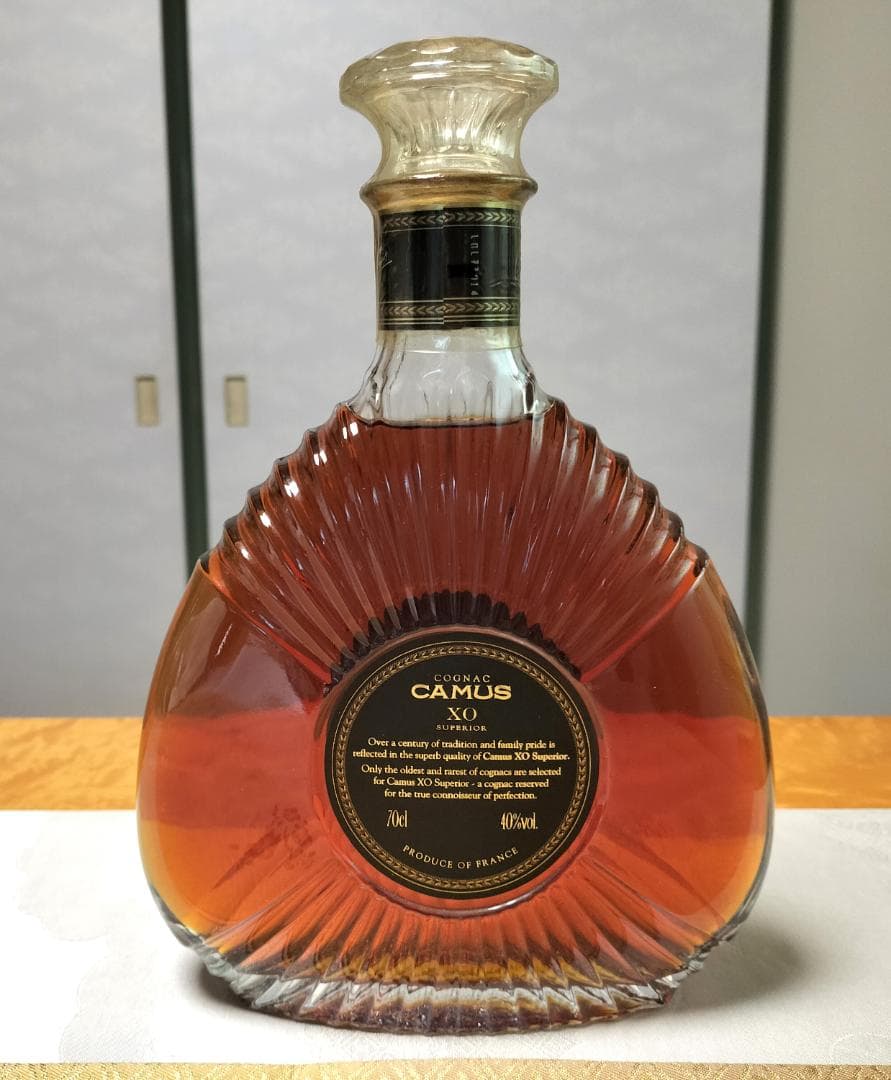 COGNAC
CAMUS
XO
SUPERIOR
Over a century of tradition and family pride is
reflected in the superb quality of Camus XO Superior.
Only the oldest and rarest of cognacs are selected
for Camus XO Superior - a cognac reserved
for the true connoisseur of perfection.
70cl 40%vol.
PRODUCE OF FRANCE